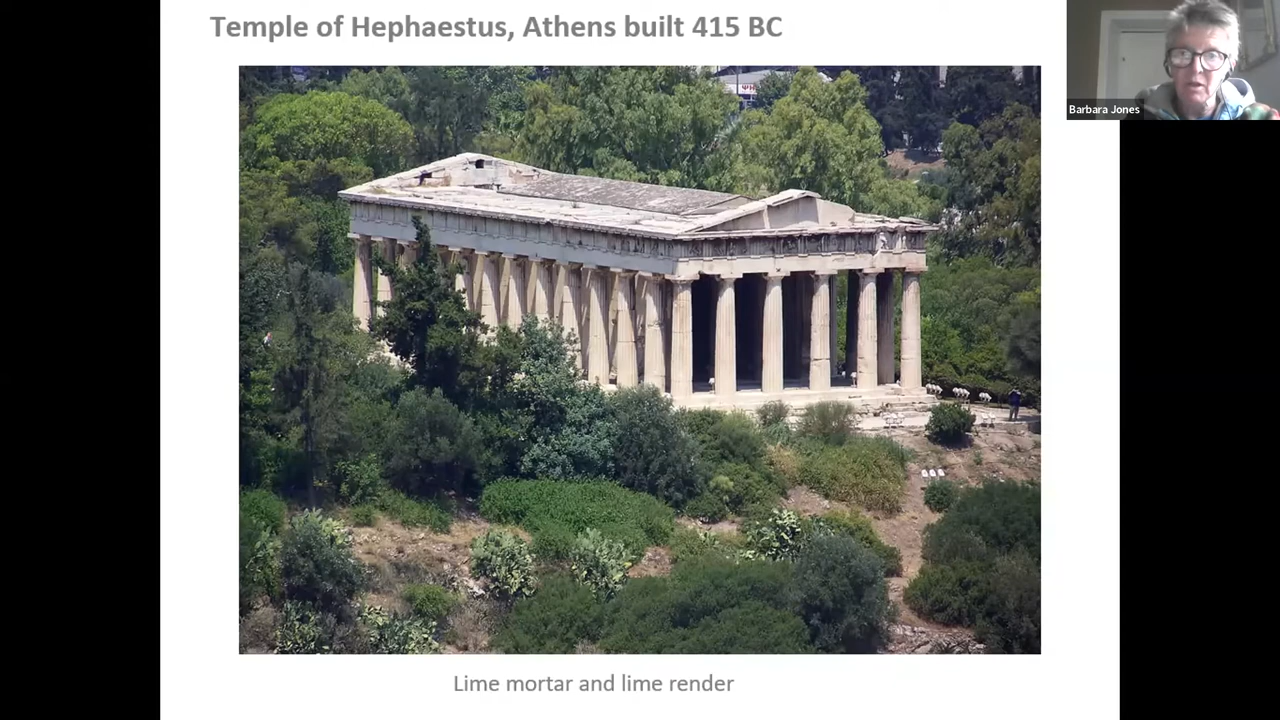 Temple of Hephaestus, Athens built 415 BC
Barbara Jones
Lime mortar and lime render